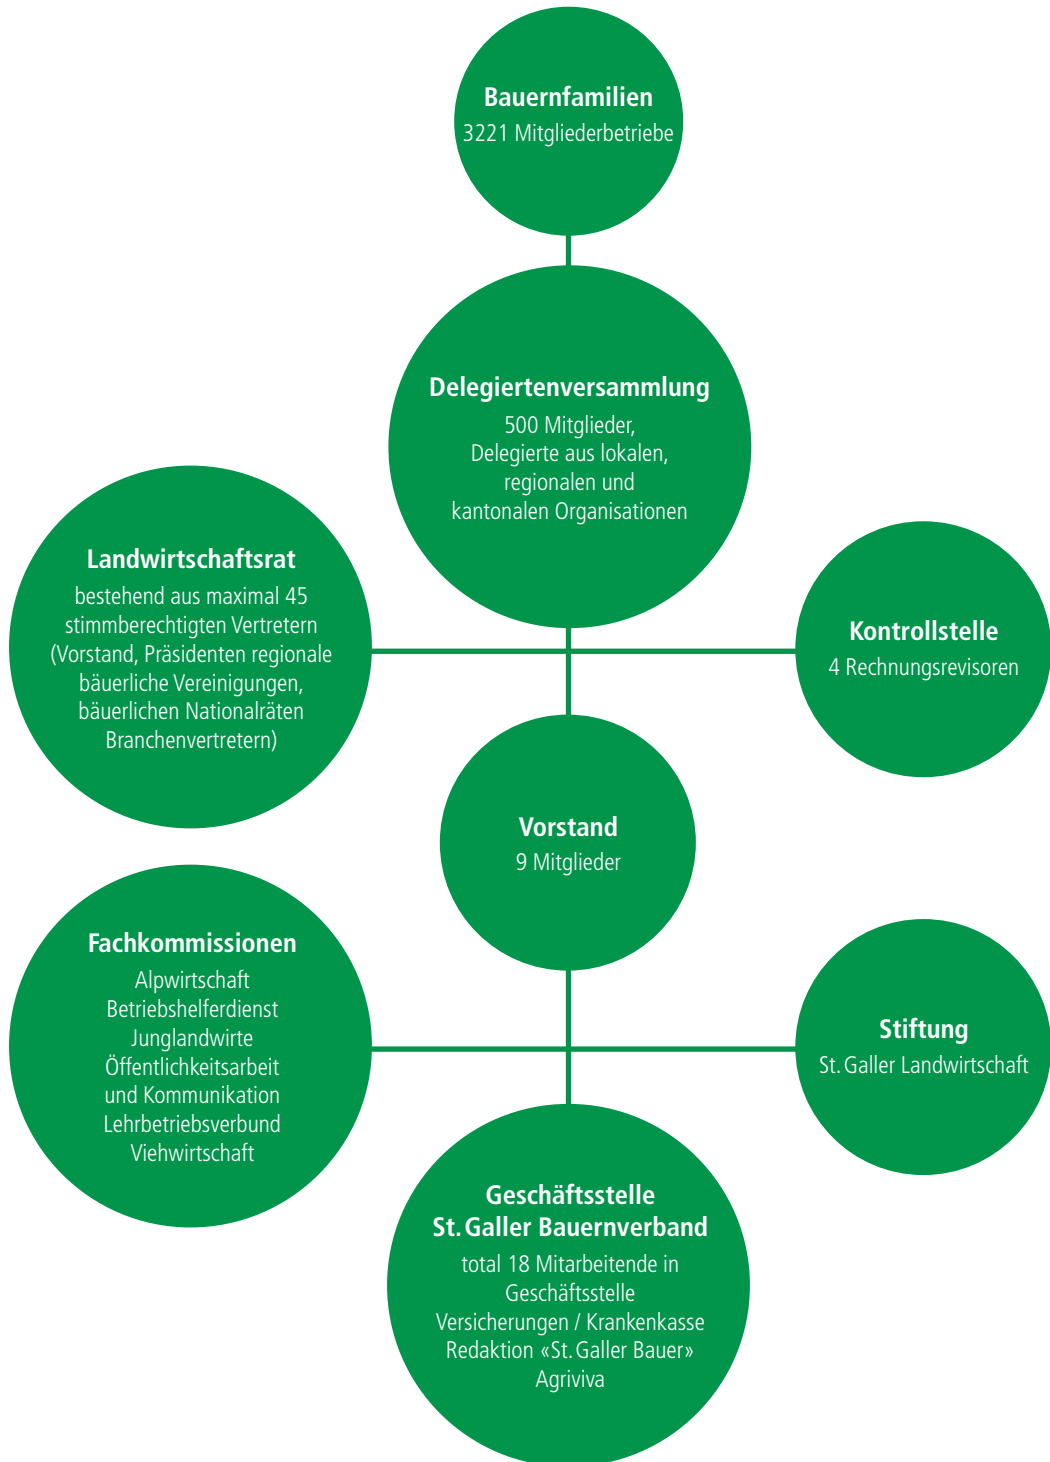 Bauernfamilien
3221 Mitgliederbetriebe
Delegiertenversammlung
500 Mitglieder,
Delegierte aus lokalen,
regionalen und
kantonalen Organisationen
Landwirtschaftsrat
bestehend aus maximal 45
stimmberechtigten Vertretern
(Vorstand, Präsidenten regionale
bäuerliche Vereinigungen,
bäuerlichen Nationalräten
Branchenvertretern)
Kontrollstelle
4 Rechnungsrevisoren
Vorstand
9 Mitglieder
Fachkommissionen
Alpwirtschaft
Betriebshelferdienst
Junglandwirte
Öffentlichkeitsarbeit
und Kommunikation
Lehrbetriebsverbund
Viehwirtschaft
Stiftung
St. Galler Landwirtschaft
Geschäftsstelle
St. Galler Bauernverband
total 18 Mitarbeitende in
Geschäftsstelle
Versicherungen / Krankenkasse
Redaktion «St. Galler Bauer»
Agriviva